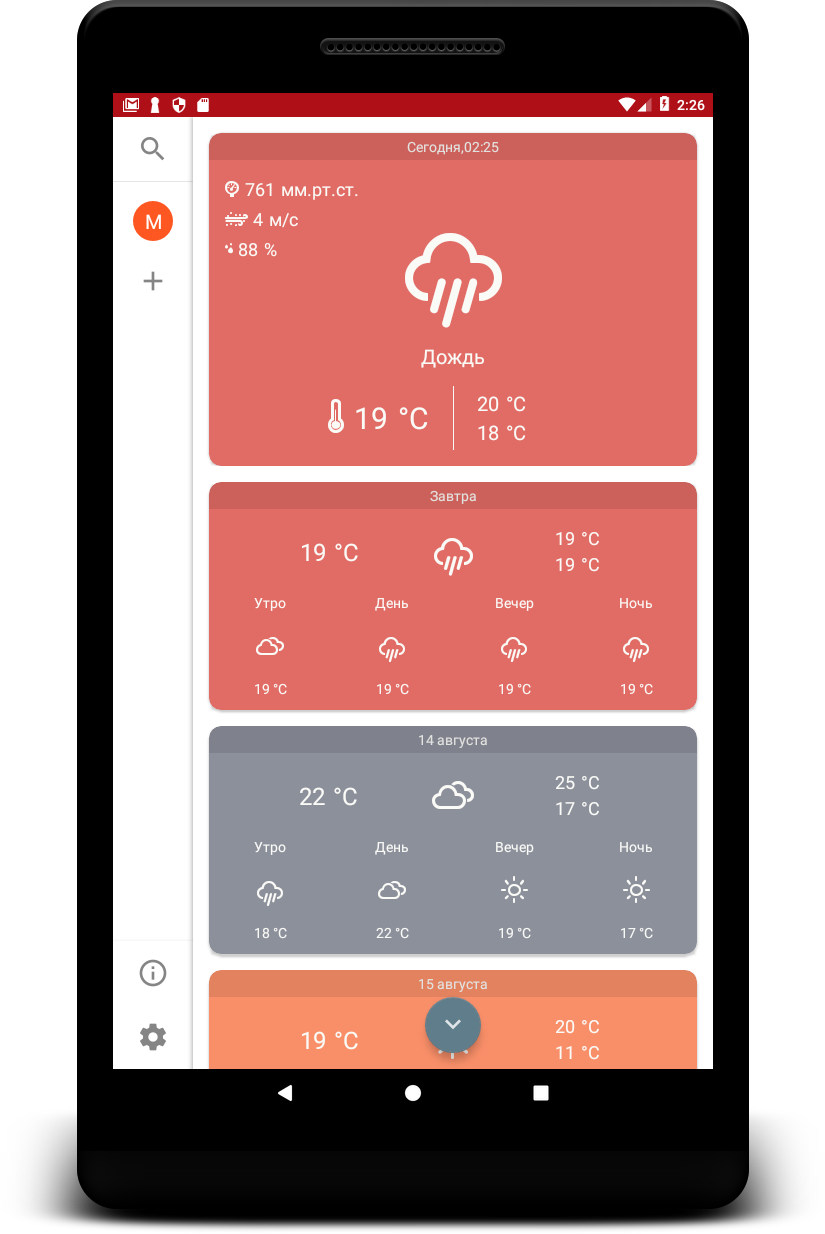 2:26
M
Сегодня,02:25
761 мм.рт.ст.
4 м/с
88 %
Дождь
19 °C
20 °C
18 °C
Завтра
19 °C
19 °C
19 °C
Утро День Вечер Ночь
19 °C 19 °C 19 °C 19 °C
14 августа
22 °C
25 °C
17 °C
Утро День Вечер Ночь
18 °C 22 °C 19 °C 17 °C
15 августа
19 °C
20 °C
11 °C